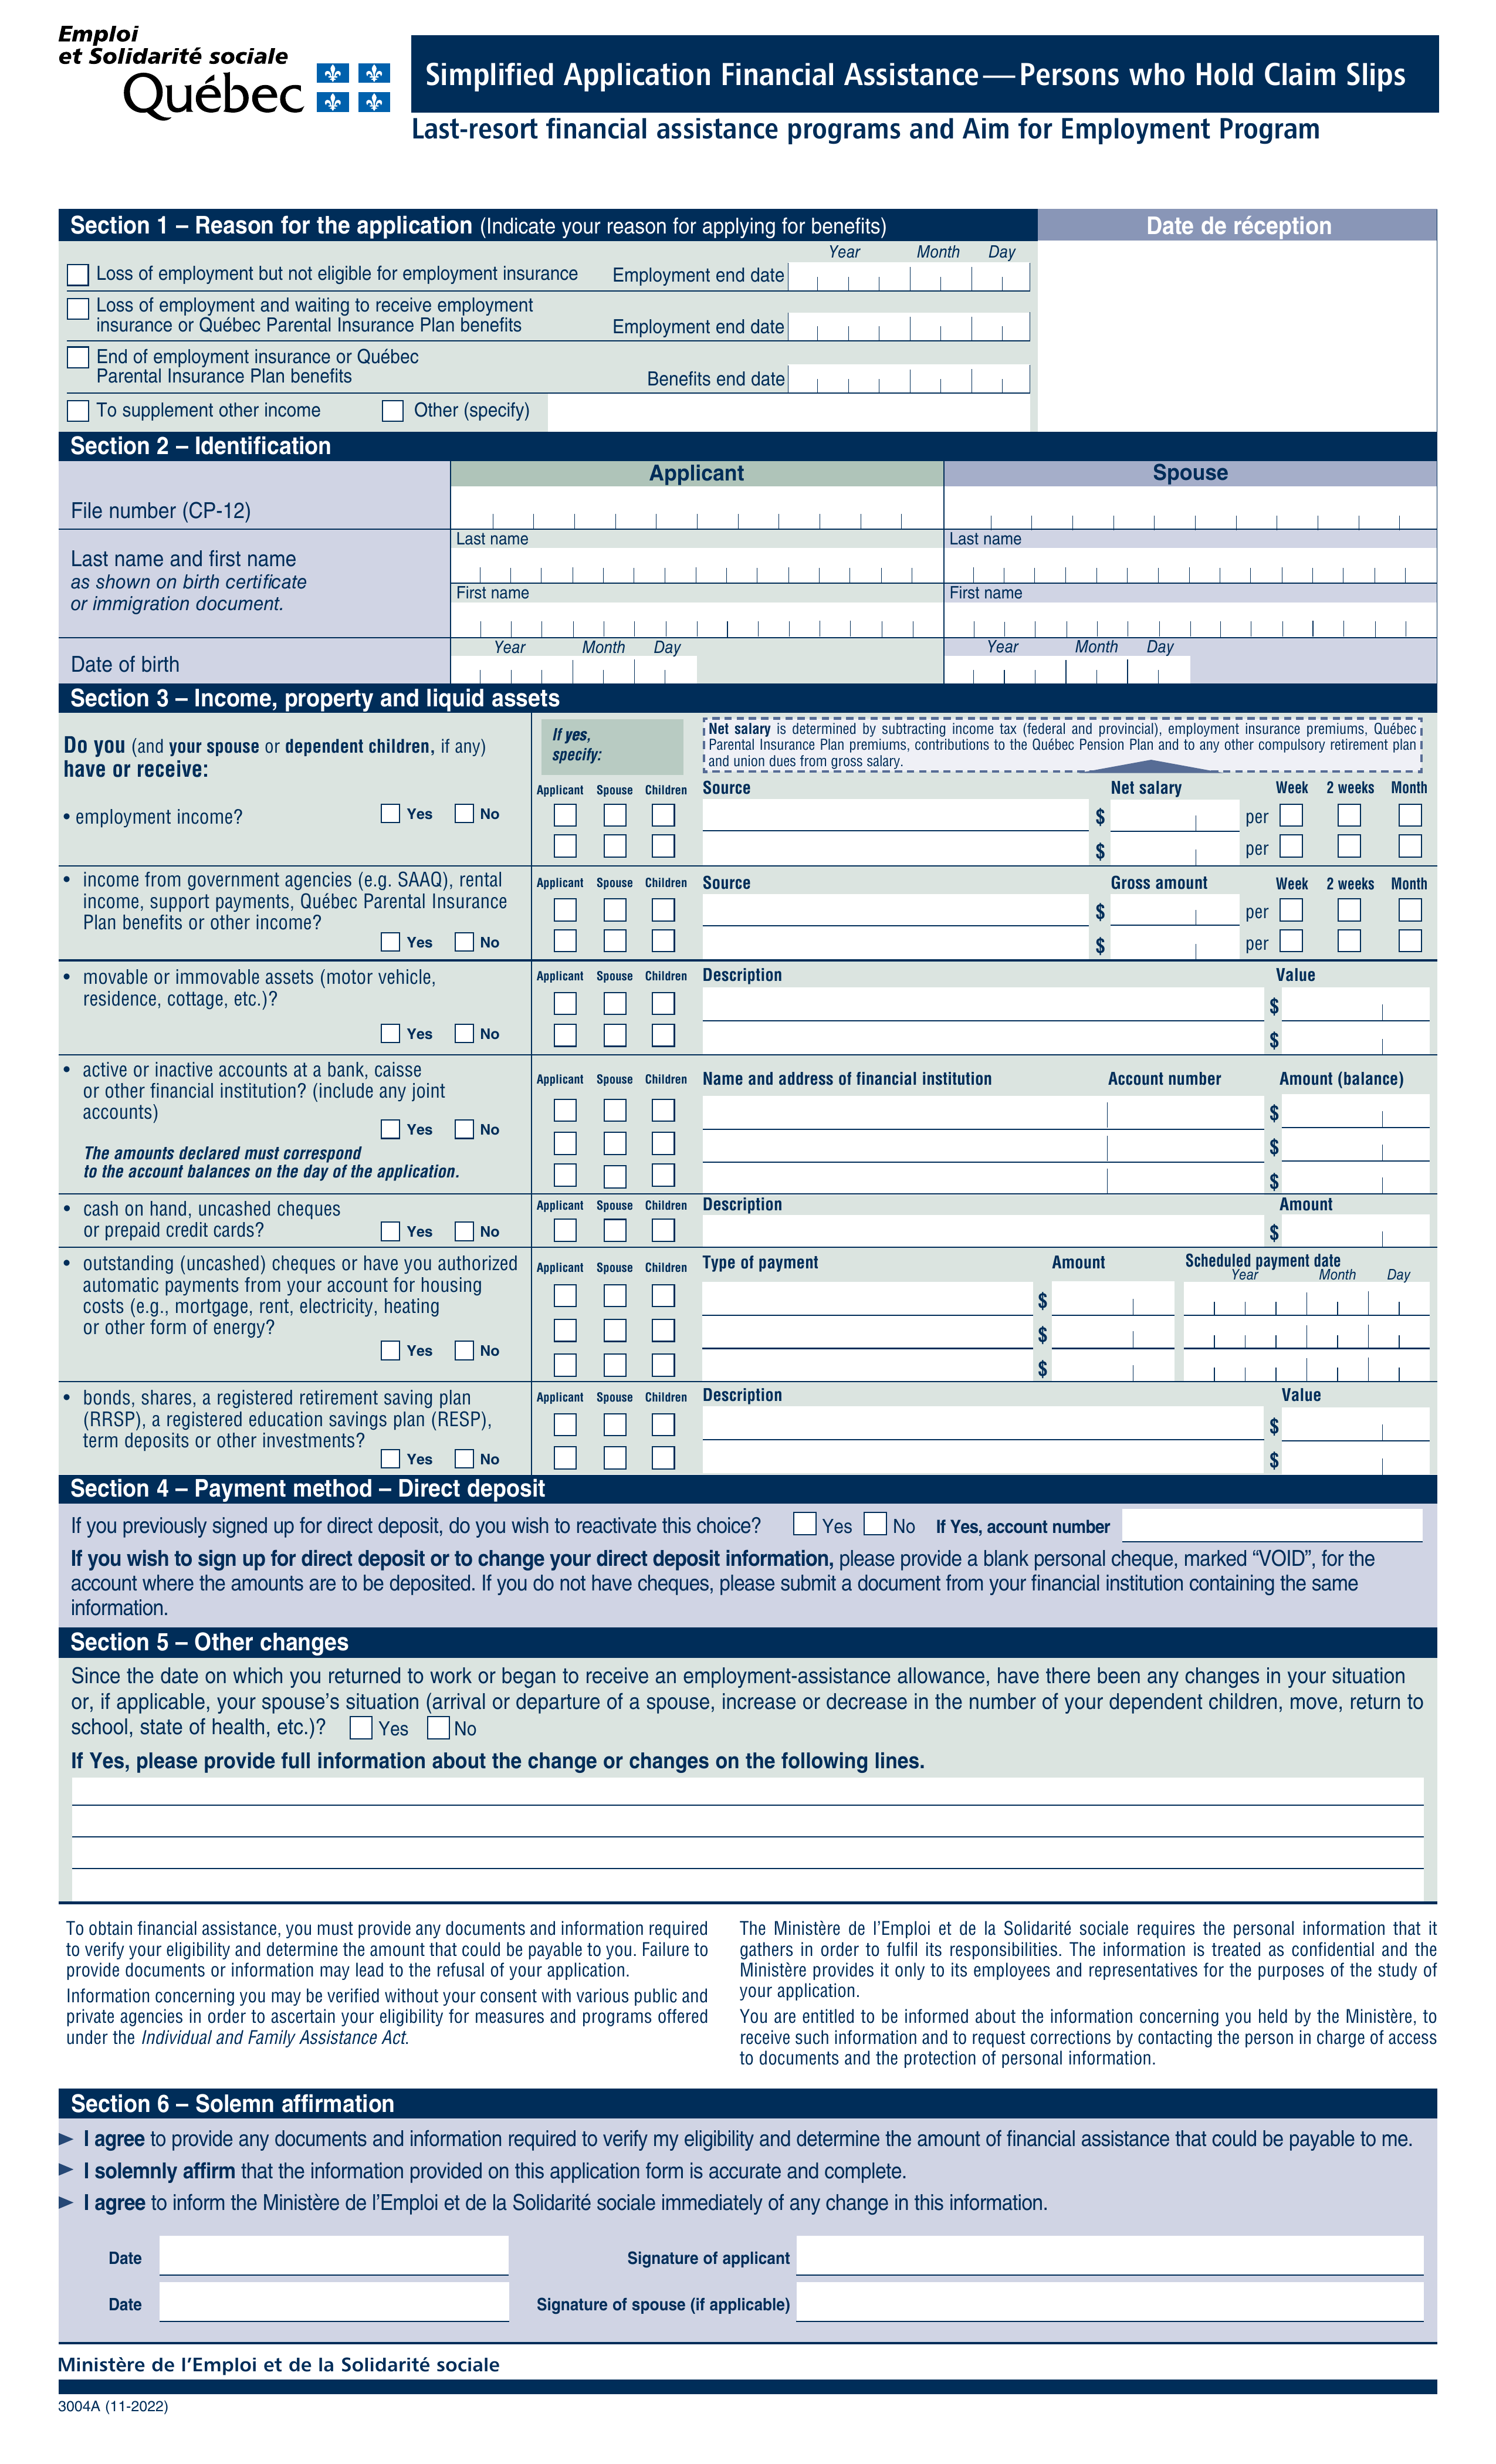 Emploi
et Solidarité sociale
Québec
Simplified Application Financial Assistance — Persons who Hold Claim Slips
Last-resort financial assistance programs and Aim for Employment Program
Section 1 – Reason for the application (Indicate your reason for applying for benefits)
Date de réception
Year Month Day
Loss of employment but not eligible for employment insurance Employment end date
Loss of employment and waiting to receive employment
insurance or Québec Parental Insurance Plan benefits Employment end date
End of employment insurance or Québec
Parental Insurance Plan benefits Benefits end date
To supplement other income Other (specify)
Section 2 – Identification
Applicant Spouse
File number (CP-12)
Last name Last name
Last name and first name
as shown on birth certificate
or immigration document.
First name First name
Year Month Day Year Month Day
Date of birth
Section 3 – Income, property and liquid assets
Do you (and your spouse or dependent children, if any)
have or receive:
If yes,
specify:
Net salary is determined by subtracting income tax (federal and provincial), employment insurance premiums, Québec
Parental Insurance Plan premiums, contributions to the Québec Pension Plan and to any other compulsory retirement plan
and union dues from gross salary.
Applicant Spouse Children Source Net salary Week 2 weeks Month
• employment income? Yes No $ per
$ per
• income from government agencies (e.g. SAAQ), rental
income, support payments, Québec Parental Insurance
Plan benefits or other income?
Yes No
Applicant Spouse Children Source Gross amount Week 2 weeks Month
$ per
$ per
• movable or immovable assets (motor vehicle,
residence, cottage, etc.)?
Yes No
Applicant Spouse Children Description Value
$
$
• active or inactive accounts at a bank, caisse
or other financial institution? (include any joint
accounts)
Yes No
The amounts declared must correspond
to the account balances on the day of the application.
Applicant Spouse Children Name and address of financial institution Account number Amount (balance)
$
$
$
• cash on hand, uncashed cheques
or prepaid credit cards? Yes No
Applicant Spouse Children Description Amount
$
• outstanding (uncashed) cheques or have you authorized
automatic payments from your account for housing
costs (e.g., mortgage, rent, electricity, heating
or other form of energy?
Yes No
Applicant Spouse Children Type of payment Amount Scheduled payment date
Year Month Day
$
$
$
• bonds, shares, a registered retirement saving plan
(RRSP), a registered education savings plan (RESP),
term deposits or other investments?
Yes No
Applicant Spouse Children Description Value
$
$
Section 4 – Payment method – Direct deposit
If you previously signed up for direct deposit, do you wish to reactivate this choice? Yes No If Yes, account number
If you wish to sign up for direct deposit or to change your direct deposit information, please provide a blank personal cheque, marked “VOID”, for the
account where the amounts are to be deposited. If you do not have cheques, please submit a document from your financial institution containing the same
information.
Section 5 – Other changes
Since the date on which you returned to work or began to receive an employment-assistance allowance, have there been any changes in your situation
or, if applicable, your spouse’s situation (arrival or departure of a spouse, increase or decrease in the number of your dependent children, move, return to
school, state of health, etc.)? Yes No
If Yes, please provide full information about the change or changes on the following lines.
To obtain financial assistance, you must provide any documents and information required
to verify your eligibility and determine the amount that could be payable to you. Failure to
provide documents or information may lead to the refusal of your application.
Information concerning you may be verified without your consent with various public and
private agencies in order to ascertain your eligibility for measures and programs offered
under the Individual and Family Assistance Act.
The Ministère de l’Emploi et de la Solidarité sociale requires the personal information that it
gathers in order to fulfil its responsibilities. The information is treated as confidential and the
Ministère provides it only to its employees and representatives for the purposes of the study of
your application.
You are entitled to be informed about the information concerning you held by the Ministère, to
receive such information and to request corrections by contacting the person in charge of access
to documents and the protection of personal information.
Section 6 – Solemn affirmation
► I agree to provide any documents and information required to verify my eligibility and determine the amount of financial assistance that could be payable to me.
► I solemnly affirm that the information provided on this application form is accurate and complete.
► I agree to inform the Ministère de l’Emploi et de la Solidarité sociale immediately of any change in this information.
Date Signature of applicant
Date Signature of spouse (if applicable)
Ministère de l’Emploi et de la Solidarité sociale
3004A (11-2022)